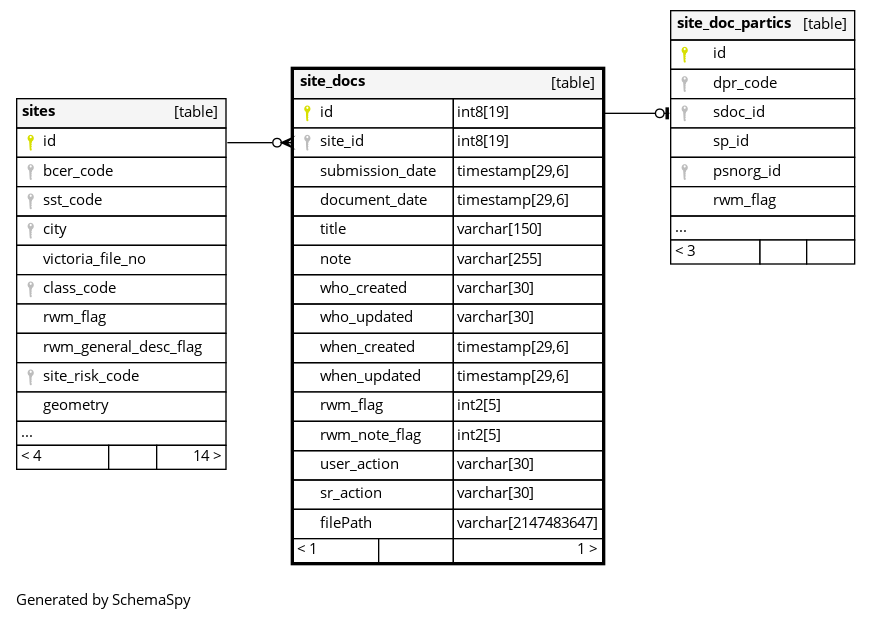 sites [table]
id
bcer_code
sst_code
city
victoria_file_no
class_code
rwm_flag
rwm_general_desc_flag
site_risk_code
geometry
...
< 4 14 >
site_docs [table]
id int8[19]
site_id int8[19]
submission_date timestamp[29,6]
document_date timestamp[29,6]
title varchar[150]
note varchar[255]
who_created varchar[30]
who_updated varchar[30]
when_created timestamp[29,6]
when_updated timestamp[29,6]
rwm_flag int2[5]
rwm_note_flag int2[5]
user_action varchar[30]
sr_action varchar[30]
filePath varchar[2147483647]
< 1 1 >
site_doc_partics [table]
id
dpr_code
sdoc_id
sp_id
psnorg_id
rwm_flag
...
< 3
Generated by SchemaSpy